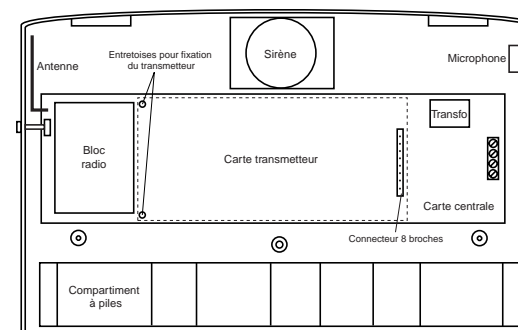 Antenne
Entretoises pour fixation
du transmetteur
Sirène
Microphone
Bloc
radio
Carte transmetteur
Transfo
Carte centrale
Connecteur 8 broches
Compartiment
à piles